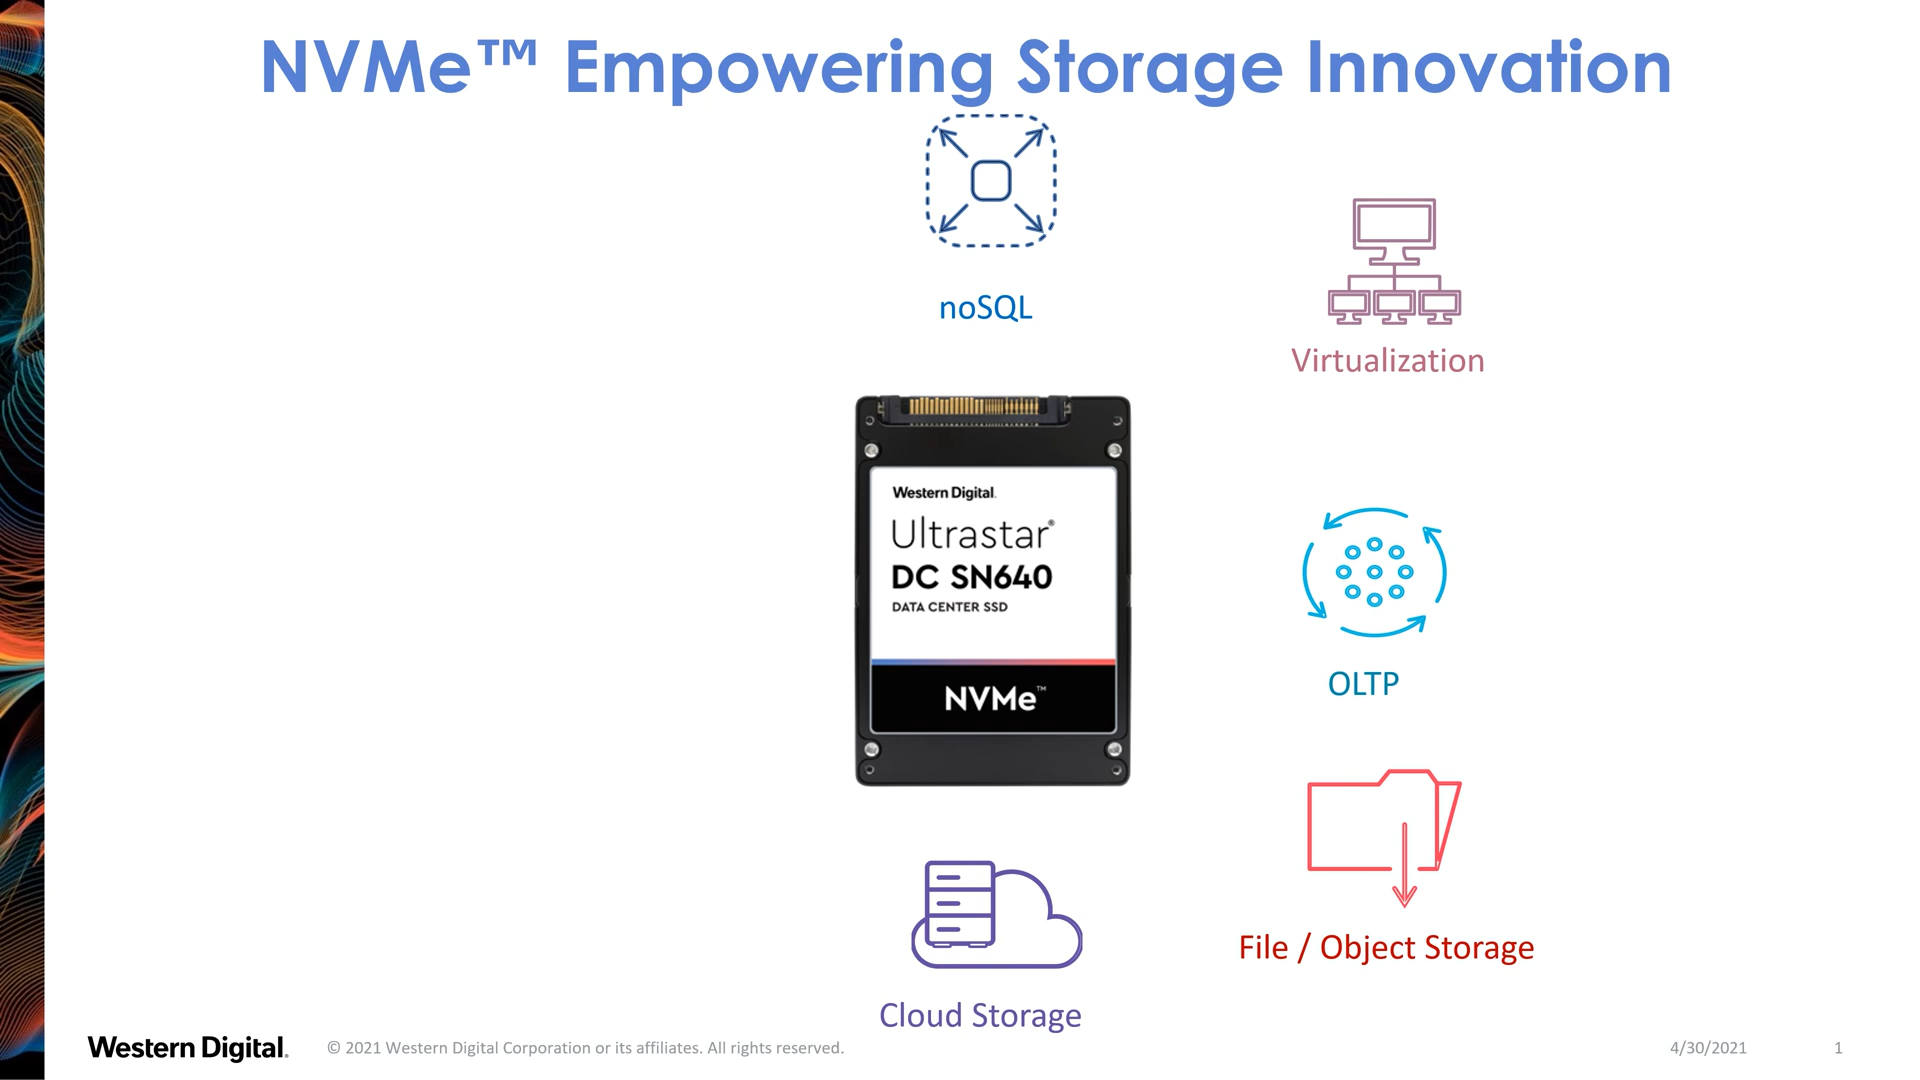 NVMe™ Empowering Storage Innovation
noSQL
Virtualization
Western Digital.
Ultrastar®
DC SN640
DATA CENTER SSD
NVMe™
OLTP
File / Object Storage
Cloud Storage
Western Digital.
© 2021 Western Digital Corporation or its affiliates. All rights reserved.
4/30/2021
1